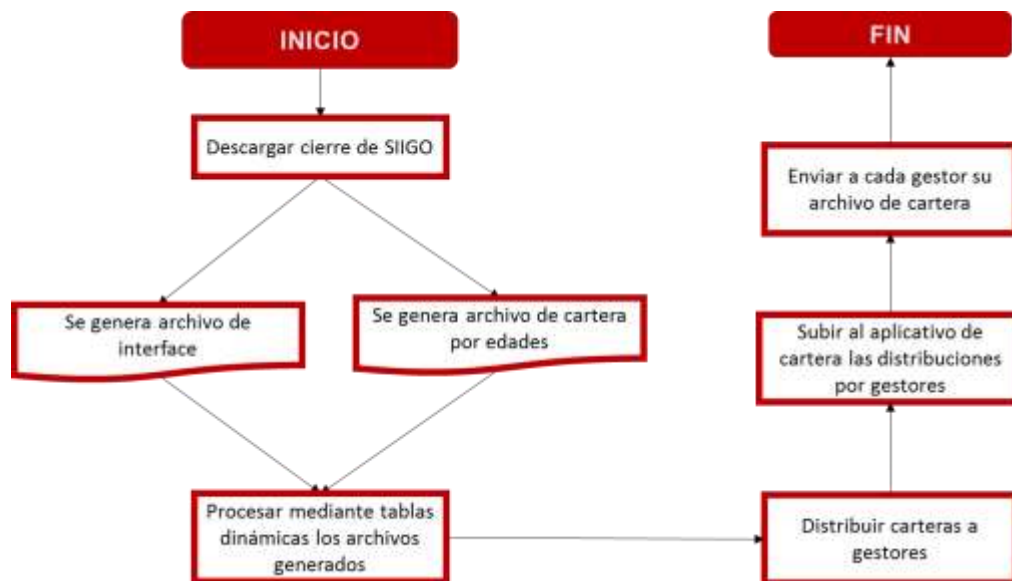 INICIO
Descargar cierre de SIIGO
Se genera archivo de
interface
Se genera archivo de cartera
por edades
Procesar mediante tablas
dinámicas los archivos
generados
Distribuir carteras a
gestores
Subir al aplicativo de
cartera las distribuciones
por gestores
Enviar a cada gestor su
archivo de cartera
FIN